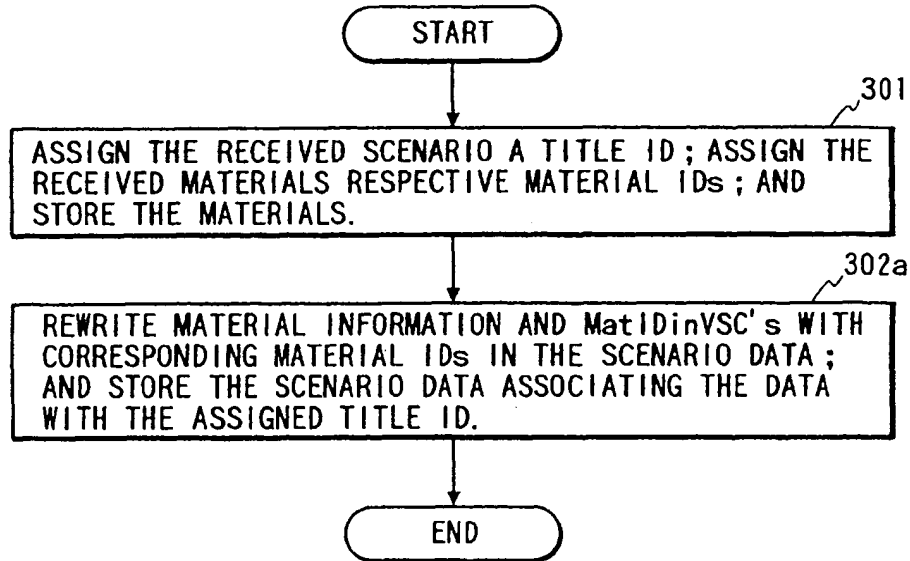 START
301
ASSIGN THE RECEIVED SCENARIO A TITLE ID; ASSIGN THE
RECEIVED MATERIALS RESPECTIVE MATERIAL IDs; AND
STORE THE MATERIALS.
302a
REWRITE MATERIAL INFORMATION AND MatIDinVSC's WITH
CORRESPONDING MATERIAL IDs IN THE SCENARIO DATA;
AND STORE THE SCENARIO DATA ASSOCIATING THE DATA
WITH THE ASSIGNED TITLE ID.
END